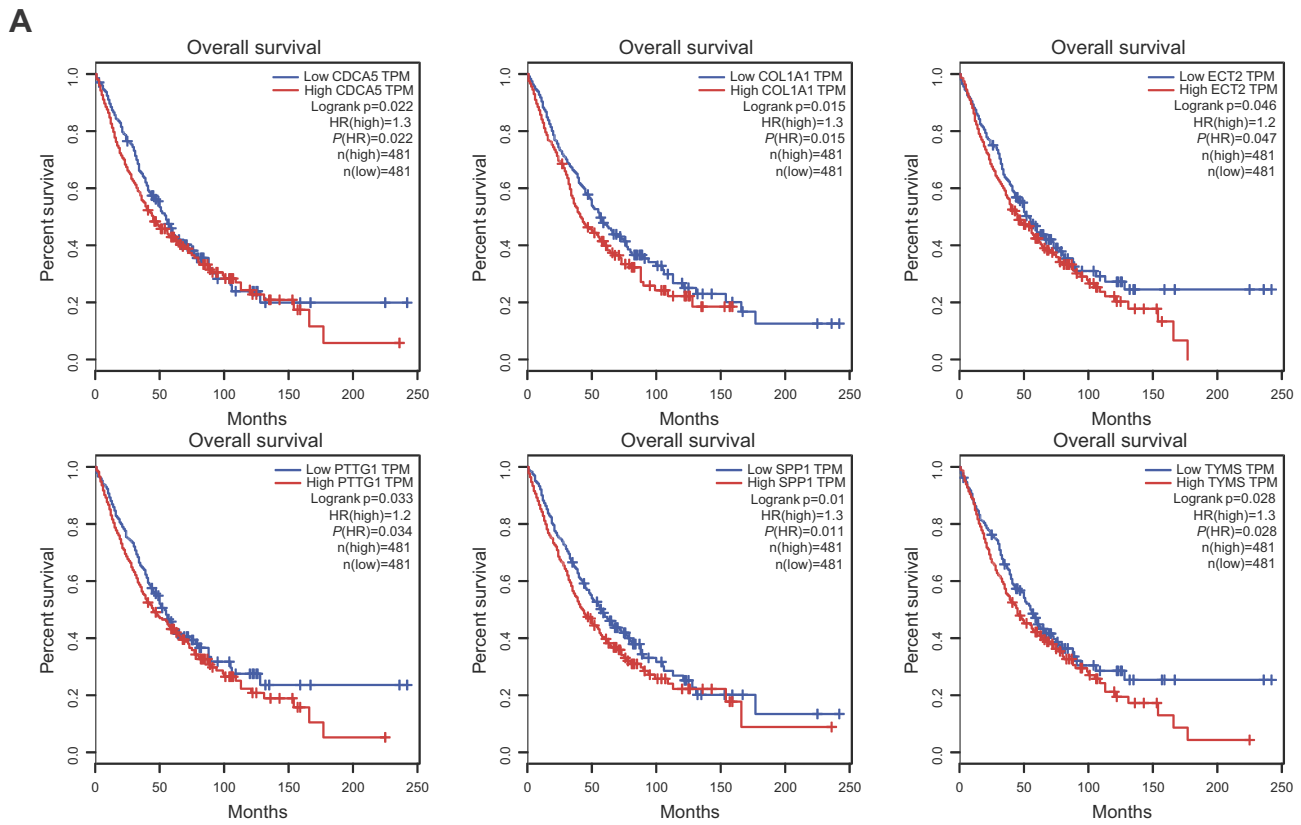 A
Overall survival
Low CDCA5 TPM
High CDCA5 TPM
Logrank p=0.022
HR(high)=1.3
P(HR)=0.022
n(high)=481
n(low)=481
Percent survival
1.0
0.8
0.6
0.4
0.2
0.0
0 50 100 150 200 250
Months
Overall survival
Low COL1A1 TPM
High COL1A1 TPM
Logrank p=0.015
HR(high)=1.3
P(HR)=0.015
n(high)=481
n(low)=481
Percent survival
1.0
0.8
0.6
0.4
0.2
0.0
0 50 100 150 200 250
Months
Overall survival
Low ECT2 TPM
High ECT2 TPM
Logrank p=0.046
HR(high)=1.2
P(HR)=0.047
n(high)=481
n(low)=481
Percent survival
1.0
0.8
0.6
0.4
0.2
0.0
0 50 100 150 200 250
Months
Overall survival
Low PTTG1 TPM
High PTTG1 TPM
Logrank p=0.033
HR(high)=1.2
P(HR)=0.034
n(high)=481
n(low)=481
Percent survival
1.0
0.8
0.6
0.4
0.2
0.0
0 50 100 150 200 250
Months
Overall survival
Low SPP1 TPM
High SPP1 TPM
Logrank p=0.01
HR(high)=1.3
P(HR)=0.011
n(high)=481
n(low)=481
Percent survival
1.0
0.8
0.6
0.4
0.2
0.0
0 50 100 150 200 250
Months
Overall survival
Low TYMS TPM
High TYMS TPM
Logrank p=0.028
HR(high)=1.3
P(HR)=0.028
n(high)=481
n(low)=481
Percent survival
1.0
0.8
0.6
0.4
0.2
0.0
0 50 100 150 200 250
Months